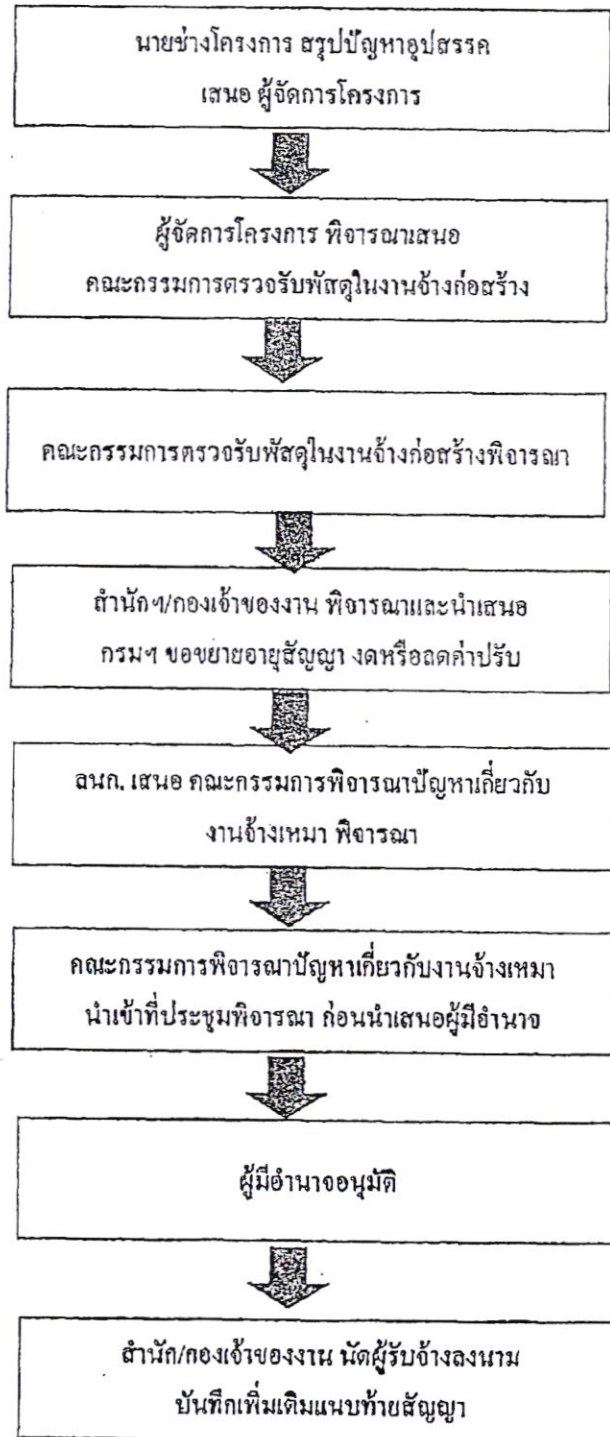 นายช่างโครงการ สรุปปัญหาอุปสรรค
เสนอ ผู้จัดการโครงการ
ผู้จัดการโครงการ พิจารณาเสนอ
คณะกรรมการตรวจรับพัสดุในงานจ้างก่อสร้าง
คณะกรรมการตรวจรับพัสดุในงานจ้างก่อสร้างพิจารณา
สำนักฯ/กองเจ้าของงาน พิจารณาและนำเสนอ
กรมฯ ขอขยายอายุสัญญา งดหรือลดค่าปรับ
ลนก. เสนอ คณะกรรมการพิจารณาปัญหาเกี่ยวกับ
งานจ้างเหมา พิจารณา
คณะกรรมการพิจารณาปัญหาเกี่ยวกับงานจ้างเหมา
นำเข้าที่ประชุมพิจารณา ก่อนนำเสนอผู้มีอำนาจ
ผู้มีอำนาจอนุมัติ
สำนัก/กองเจ้าของงาน นัดผู้รับจ้างลงนาม
บันทึกเพิ่มเติมแนบท้ายสัญญา